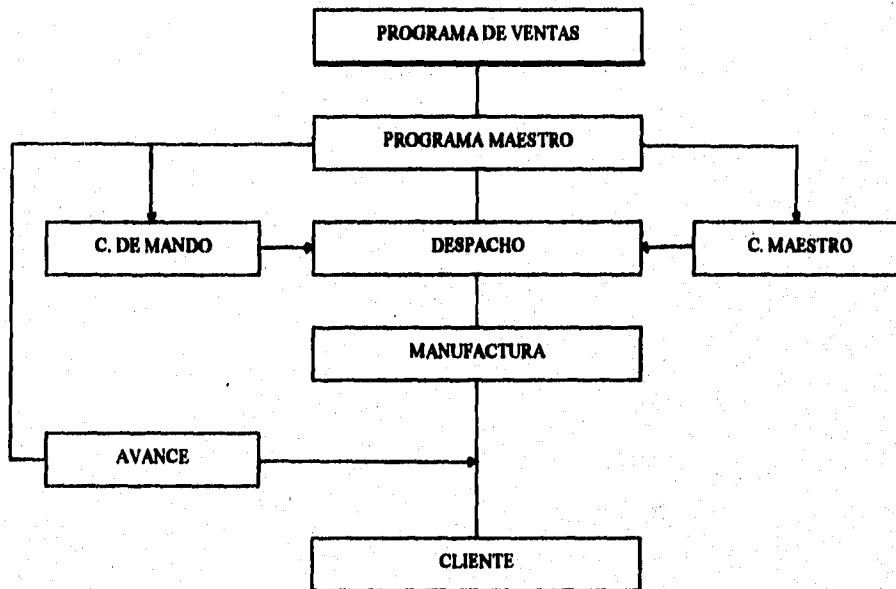 PROGRAMA DE VENTAS
PROGRAMA MAESTRO
C. DE MANDO
DESPACHO
C. MAESTRO
MANUFACTURA
AVANCE
CLIENTE